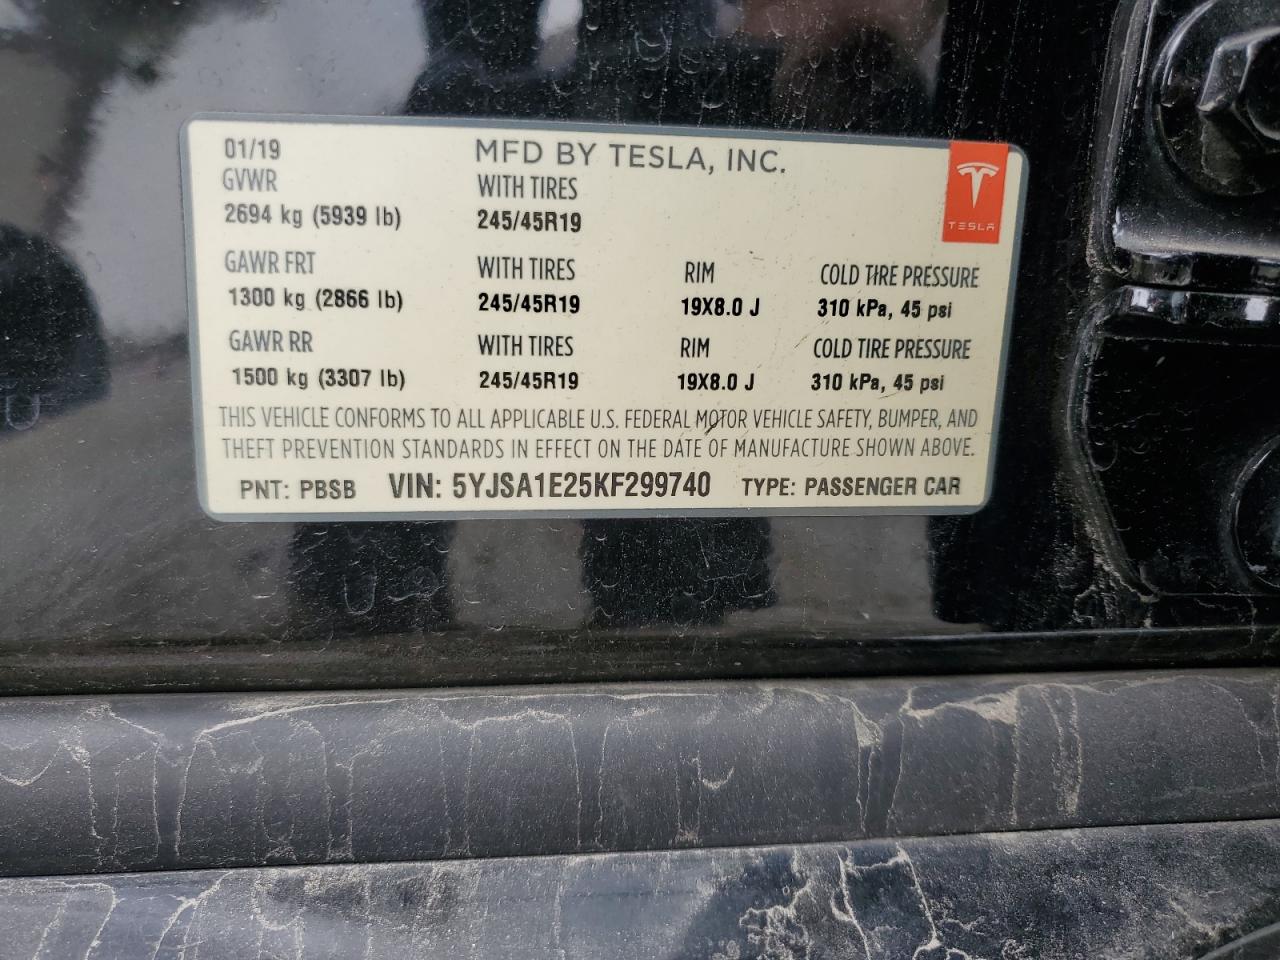 01/19 MFD BY TESLA, INC.
GVWR WITH TIRES
2694 kg (5939 lb) 245/45R19
TESLA
GAWR FRT WITH TIRES RIM COLD TIRE PRESSURE
1300 kg (2866 lb) 245/45R19 19X8.0 J 310 kPa, 45 psi
GAWR RR WITH TIRES RIM COLD TIRE PRESSURE
1500 kg (3307 lb) 245/45R19 19X8.0 J 310 kPa, 45 psi
THIS VEHICLE CONFORMS TO ALL APPLICABLE U.S. FEDERAL MOTOR VEHICLE SAFETY, BUMPER, AND
THEFT PREVENTION STANDARDS IN EFFECT ON THE DATE OF MANUFACTURE SHOWN ABOVE.
PNT: PBSB VIN: 5YJSA1E25KF299740 TYPE: PASSENGER CAR